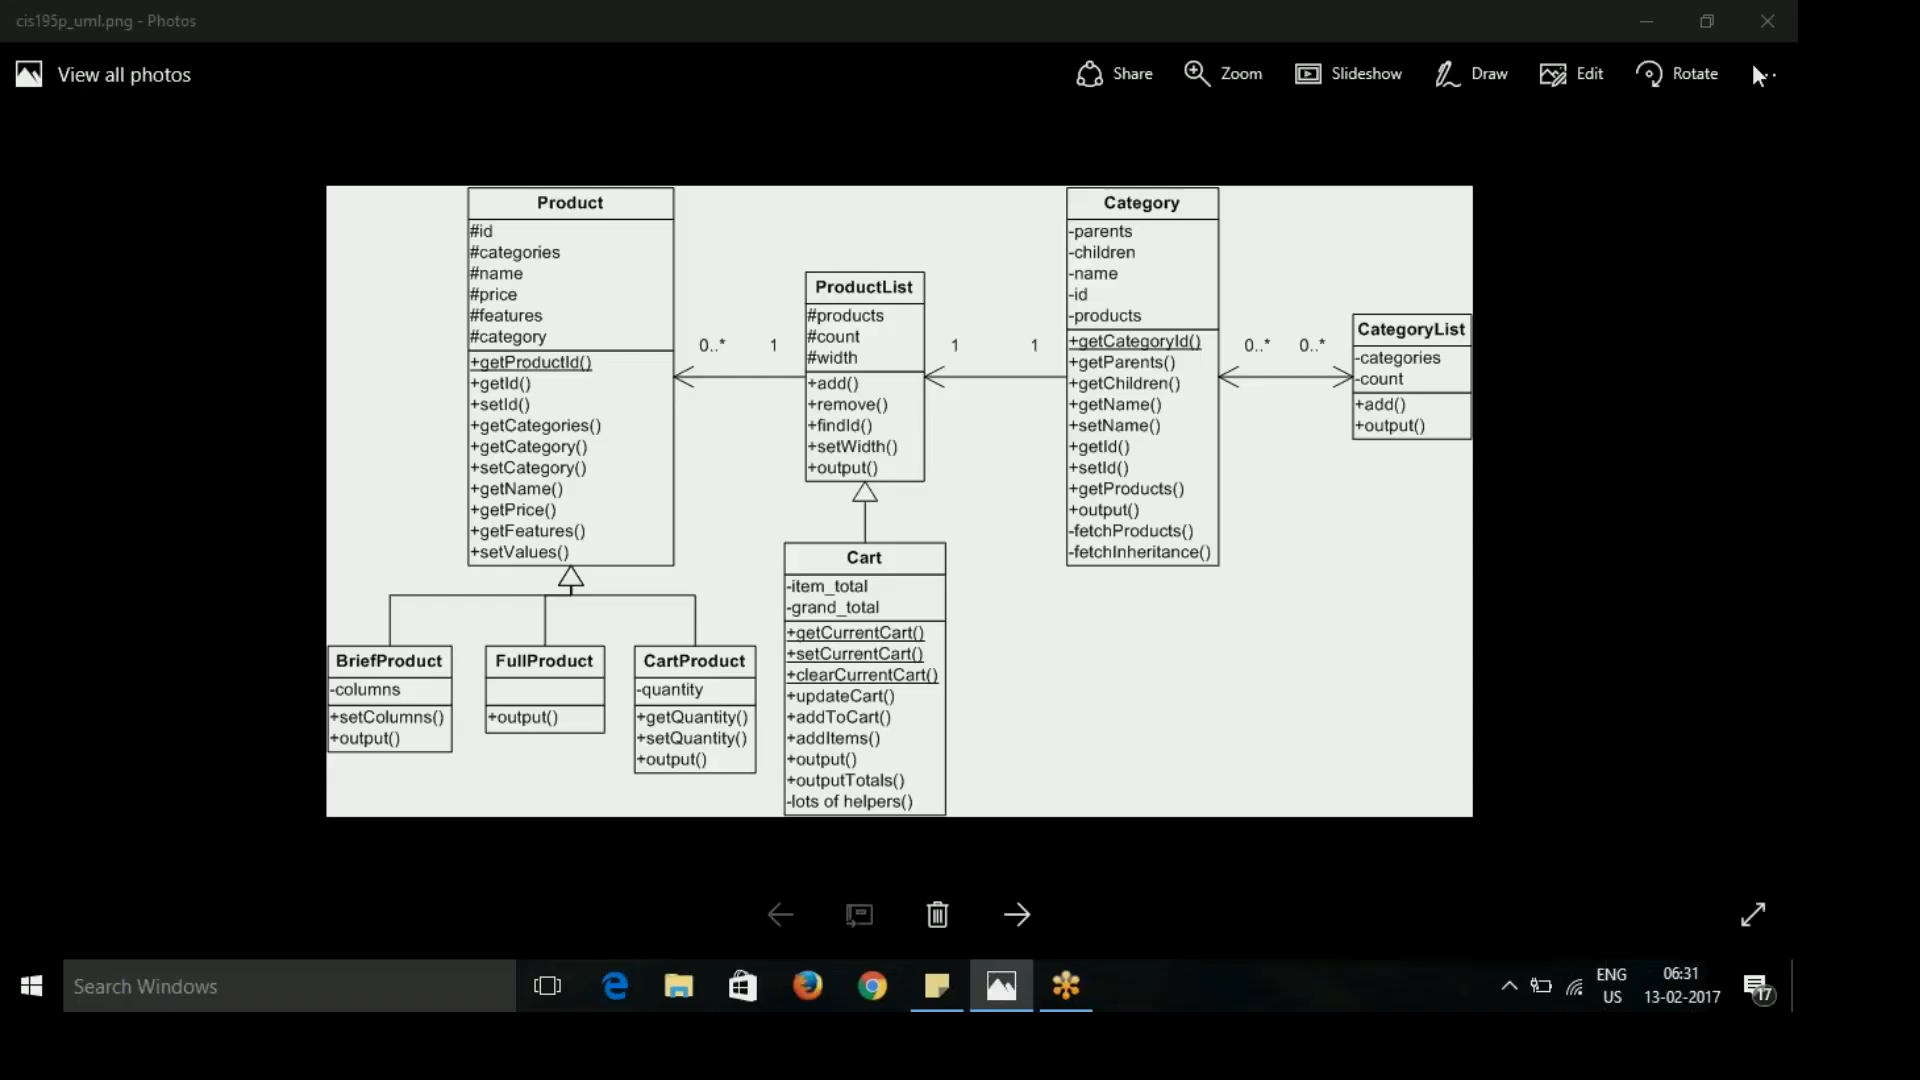 cis195p_uml.png - Photos
View all photos
Share
Zoom
Slideshow
Draw
Edit
Rotate
Product
#id
#categories
#name
#price
#features
#category
+getProductId()
+getId()
+setId()
+getCategories()
+getCategory()
+setCategory()
+getName()
+getPrice()
+getFeatures()
+setValues()
0..*
1
ProductList
#products
#count
#width
+add()
+remove()
+findId()
+setWidth()
+output()
1
1
Category
-parents
-children
-name
-id
-products
+getCategoryId()
+getParents()
+getChildren()
+getName()
+setName()
+getId()
+setId()
+getProducts()
+output()
-fetchProducts()
-fetchInheritance()
0..*
0..*
CategoryList
-categories
-count
+add()
+output()
BriefProduct
-columns
+setColumns()
+output()
FullProduct
+output()
CartProduct
-quantity
+getQuantity()
+setQuantity()
+output()
Cart
-item_total
-grand_total
+getCurrentCart()
+setCurrentCart()
+clearCurrentCart()
+updateCart()
+addToCart()
+addItems()
+output()
+outputTotals()
-lots of helpers()
Search Windows
ENG
US
06:31
13-02-2017
17